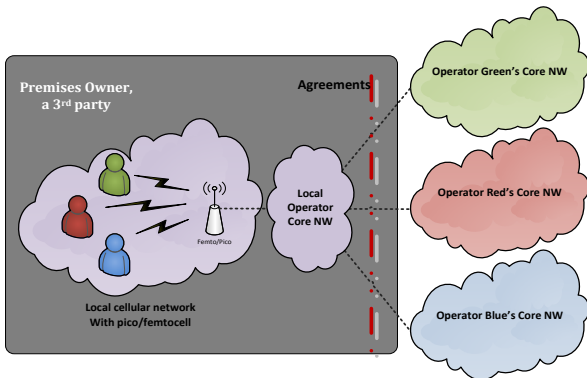 Premises Owner,
a 3rd party
Agreements
Operator Green's Core NW
Operator Red's Core NW
Local
Operator
Core NW
Femto/Pico
Local cellular network
With pico/femtocell
Operator Blue's Core NW